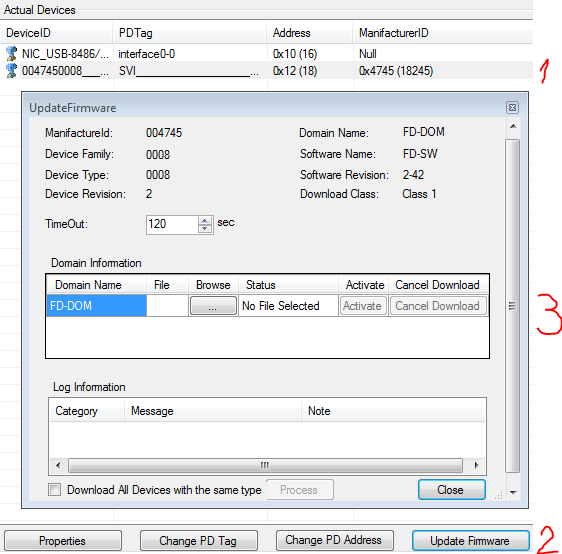 Actual Devices
DeviceID PDTag Address ManifacturerID
NIC_USB-8486/... interface0-0 0x10 (16) Null
0047450008___... SVI____________________... 0x12 (18) 0x4745 (18245)
1
UpdateFirmware
ManifactureId: 004745 Domain Name: FD-DOM
Device Family: 0008 Software Name: FD-SW
Device Type: 0008 Software Revision: 2-42
Device Revision: 2 Download Class: Class 1
TimeOut: 120 sec
Domain Information
Domain Name File Browse Status Activate Cancel Download
FD-DOM ... No File Selected Activate Cancel Download
3
Log Information
Category Message Note
Download All Devices with the same type Process Close
Properties Change PD Tag Change PD Address Update Firmware 2